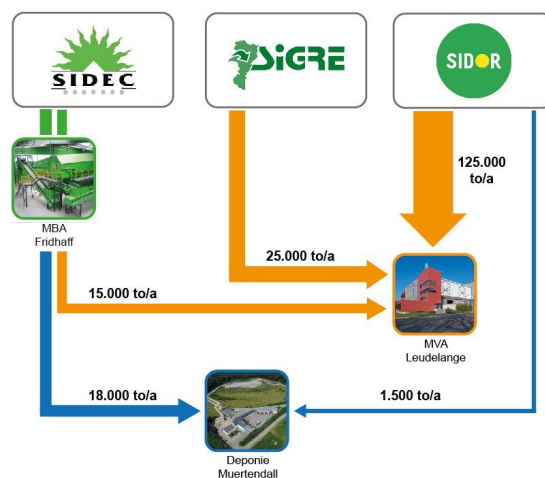 SIDEC
SIGRE
SIDOR
125.000
to/a
MBA
Fridhaff
25.000 to/a
15.000 to/a
MVA
Leudelange
18.000 to/a
1.500 to/a
Deponie
Muertendall